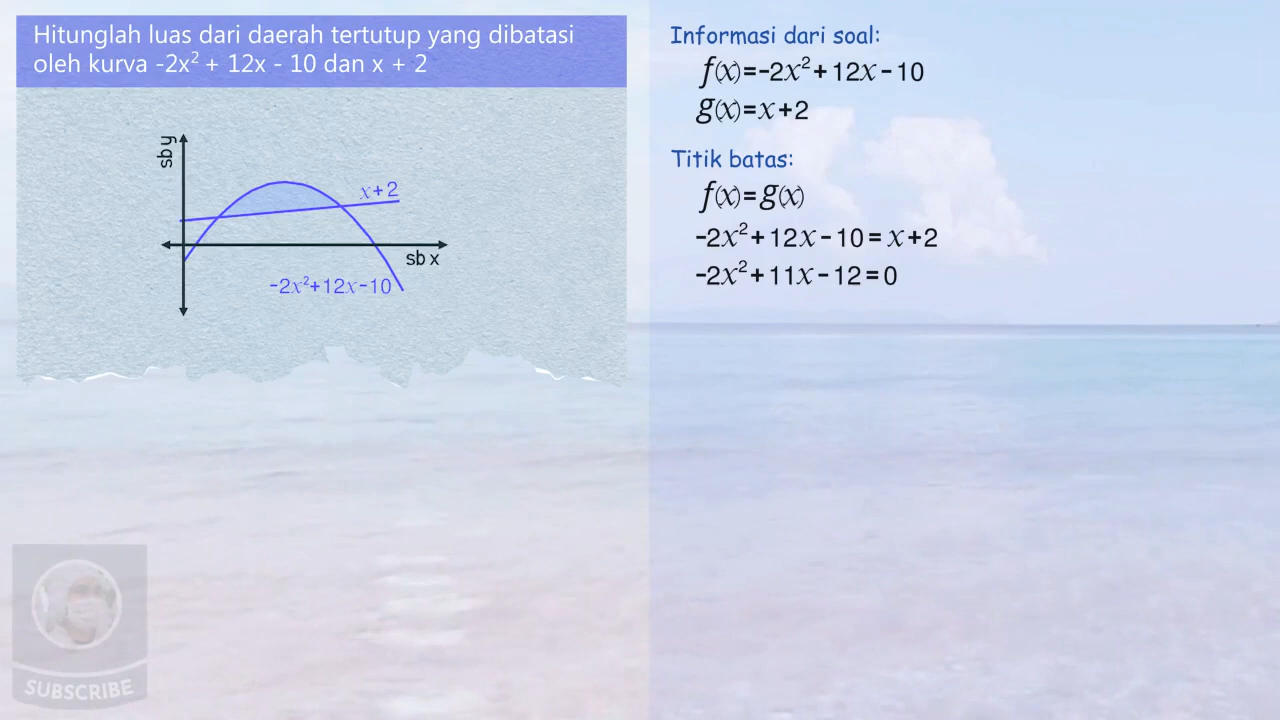 Hitunglah luas dari daerah tertutup yang dibatasi
oleh kurva -2x² + 12x - 10 dan x + 2
sb y
x+2
sb x
-2x²+12x-10
Informasi dari soal:
f(x)=-2x²+12x-10
g(x)=x+2
Titik batas:
f(x)=g(x)
-2x²+12x-10=x+2
-2x²+11x-12=0
SUBSCRIBE